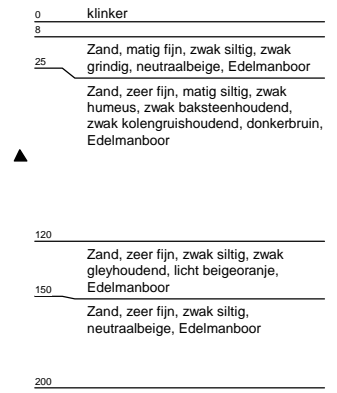 0 klinker
8
Zand, matig fijn, zwak siltig, zwak
25 grindig, neutraalbeige, Edelmanboor
Zand, zeer fijn, matig siltig, zwak
humeus, zwak baksteenhoudend,
zwak kolengruishoudend, donkerbruin,
Edelmanboor
120
Zand, zeer fijn, zwak siltig, zwak
gleyhoudend, licht beigeoranje,
150 Edelmanboor
Zand, zeer fijn, zwak siltig,
neutraalbeige, Edelmanboor
200